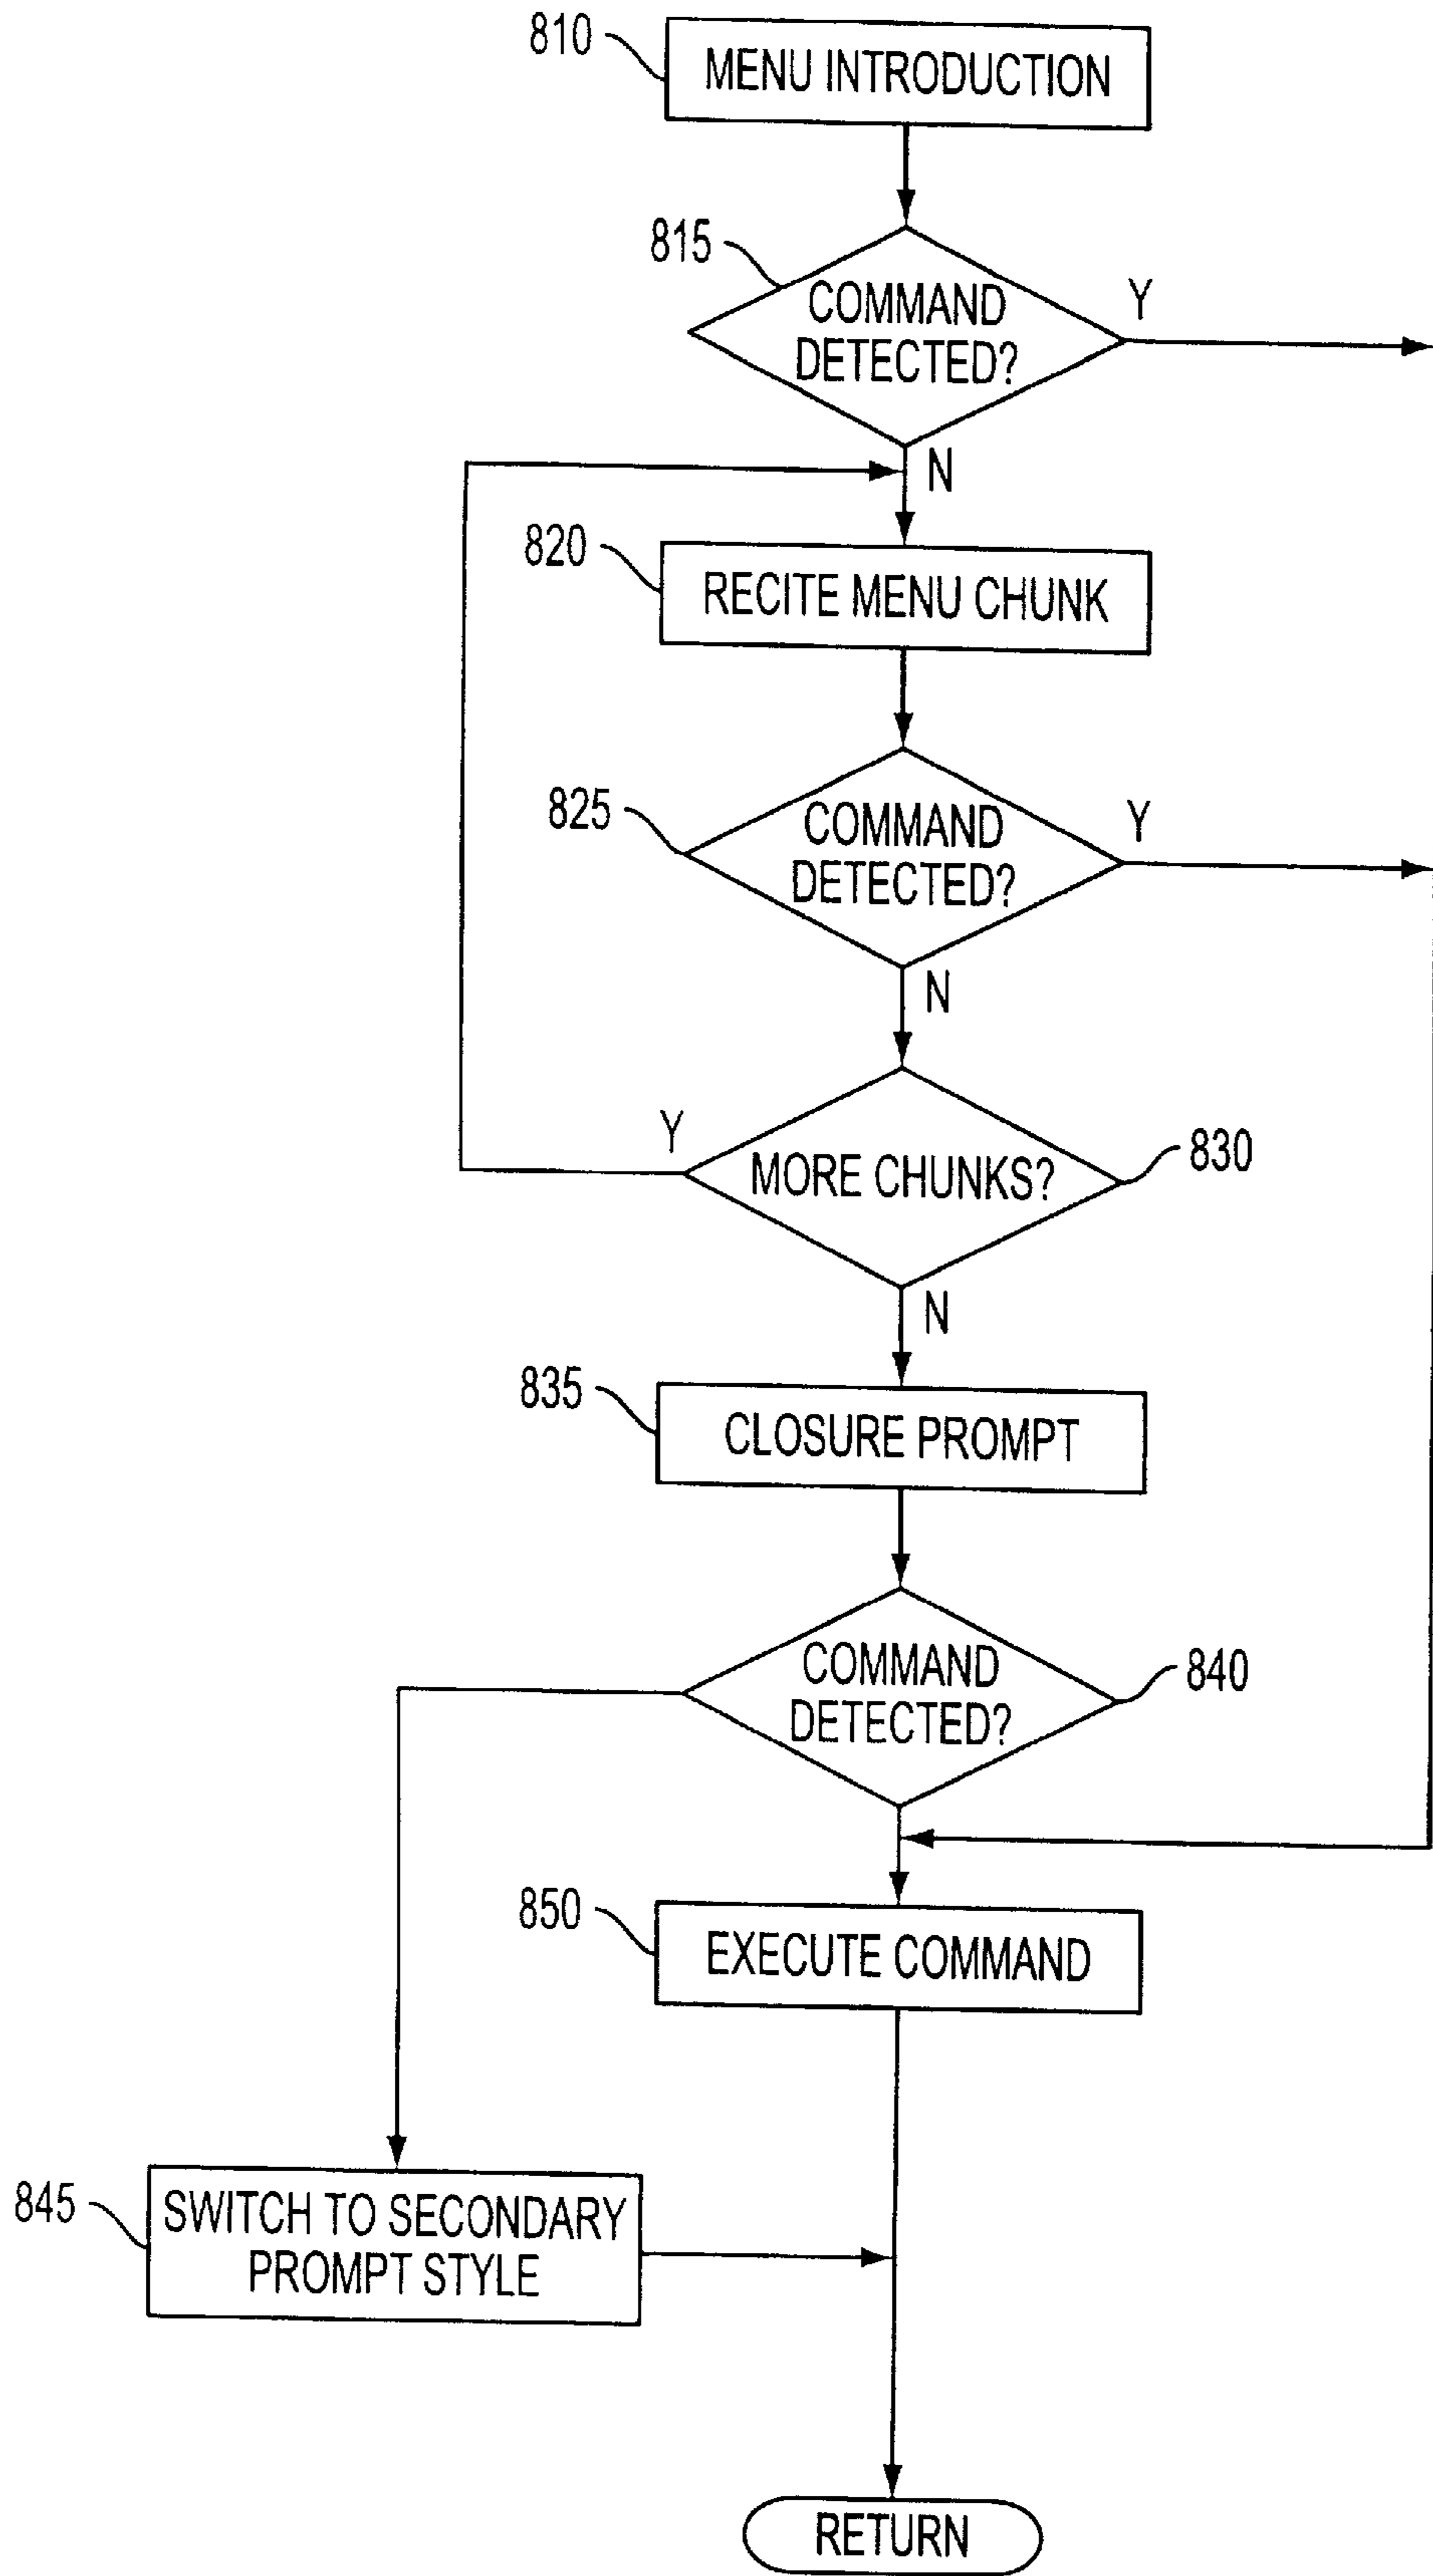 810
MENU INTRODUCTION
815
COMMAND
DETECTED?
Y
N
820
RECITE MENU CHUNK
825
COMMAND
DETECTED?
Y
N
Y
MORE CHUNKS?
830
N
835
CLOSURE PROMPT
COMMAND
DETECTED?
840
850
EXECUTE COMMAND
845
SWITCH TO SECONDARY
PROMPT STYLE
RETURN